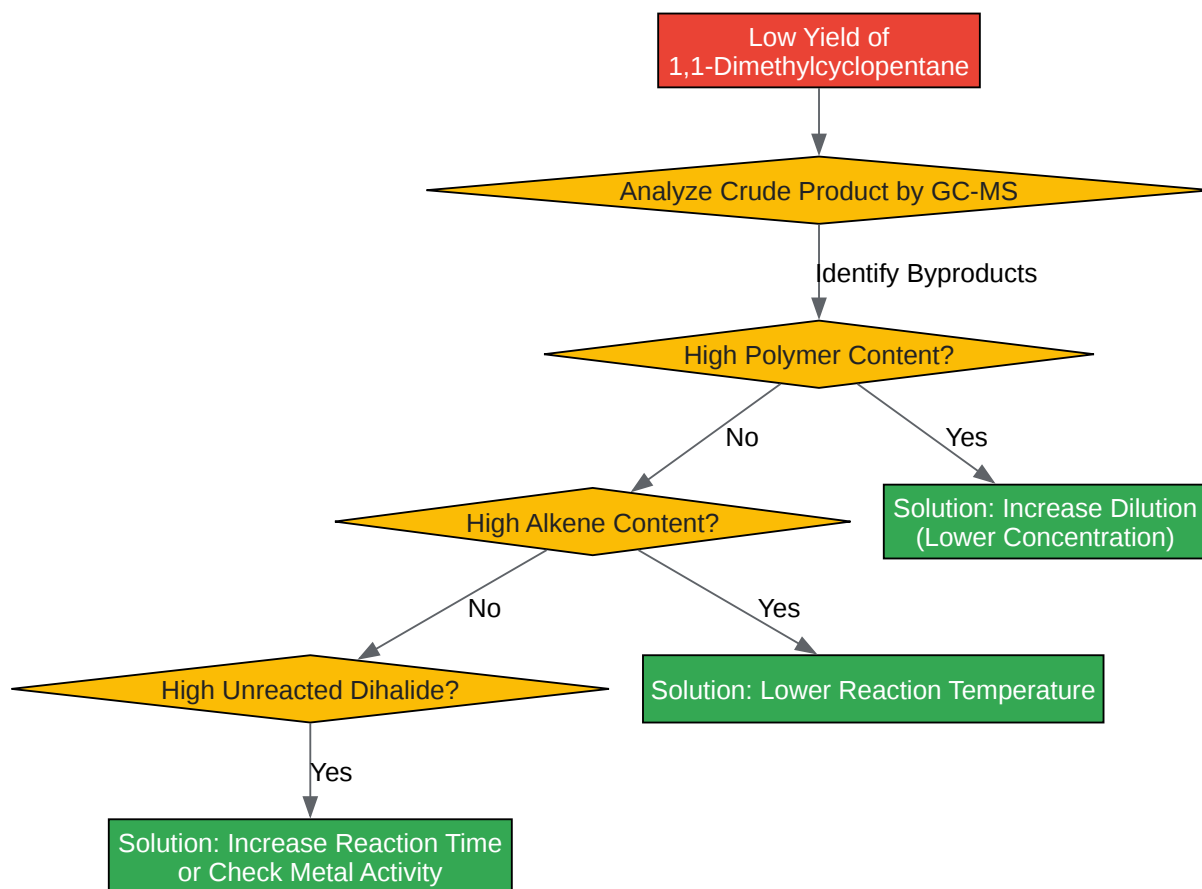 Low Yield of
1,1-Dimethylcyclopentane
Analyze Crude Product by GC-MS
Identify Byproducts
High Polymer Content?
No
Yes
High Alkene Content?
Solution: Increase Dilution
(Lower Concentration)
No
Yes
High Unreacted Dihalide?
Solution: Lower Reaction Temperature
Yes
Solution: Increase Reaction Time
or Check Metal Activity